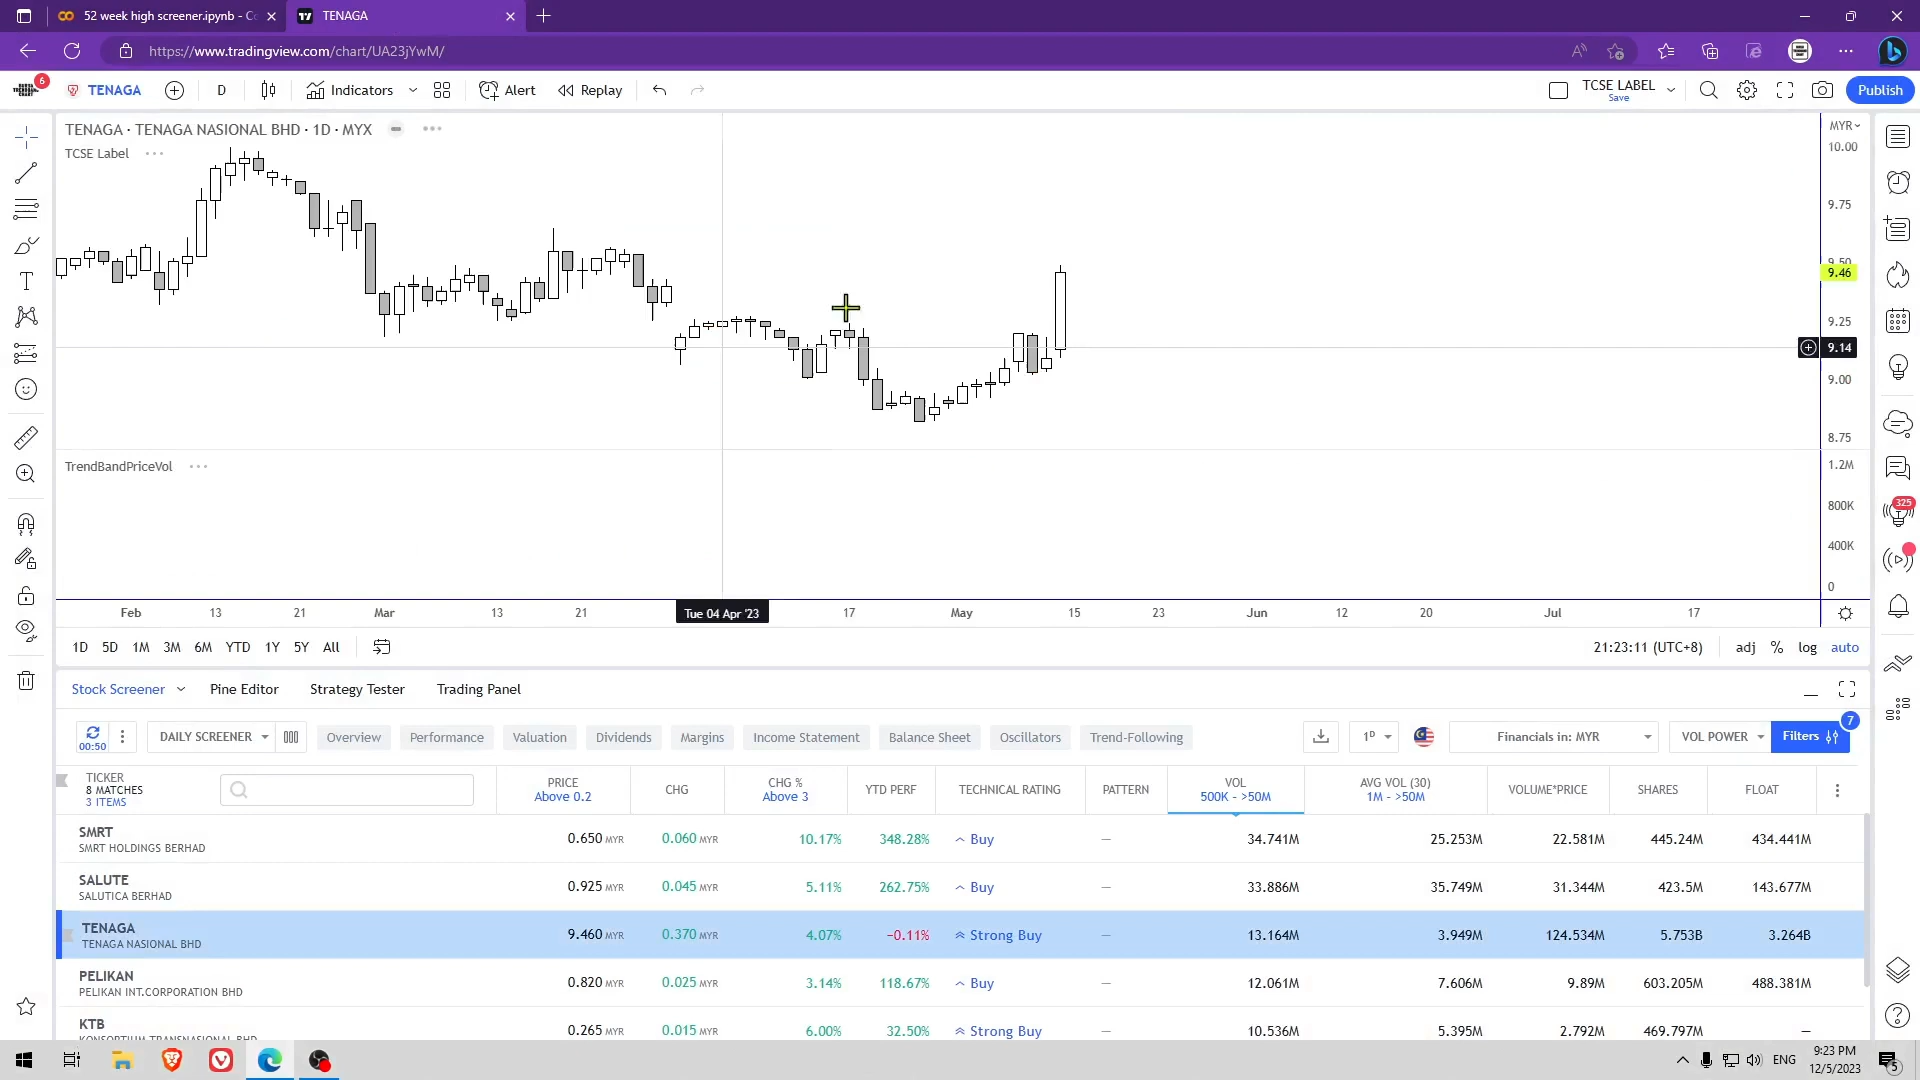 52 week high screener.ipynb - Co
TENAGA
https://www.tradingview.com/chart/UA23jYwM/
6
TENAGA
D
Indicators
Alert
Replay
TCSE LABEL
Save
Publish
TENAGA · TENAGA NASIONAL BHD · 1D · MYX
TCSE Label
MYR
10.00
9.75
9.50
9.46
9.25
9.14
9.00
8.75
TrendBandPriceVol
1.2M
800K
400K
0
325
Feb
13
21
Mar
13
21
Tue 04 Apr '23
17
May
15
23
Jun
12
20
Jul
17
1D
5D
1M
3M
6M
YTD
1Y
5Y
All
21:23:11 (UTC+8)
adj
%
log
auto
Stock Screener
Pine Editor
Strategy Tester
Trading Panel
00:50
DAILY SCREENER
Overview
Performance
Valuation
Dividends
Margins
Income Statement
Balance Sheet
Oscillators
Trend-Following
1D
Financials in: MYR
VOL POWER
Filters
7
TICKER
8 MATCHES
3 ITEMS
PRICE
Above 0.2
CHG
CHG %
Above 3
YTD PERF
TECHNICAL RATING
PATTERN
VOL
500K - >50M
AVG VOL (30)
1M - >50M
VOLUME*PRICE
SHARES
FLOAT
SMRT
SMRT HOLDINGS BERHAD
0.650 MYR
0.060 MYR
10.17%
348.28%
Buy
—
34.741M
25.253M
22.581M
445.24M
434.441M
SALUTE
SALUTICA BERHAD
0.925 MYR
0.045 MYR
5.11%
262.75%
Buy
—
33.886M
35.749M
31.344M
423.5M
143.677M
TENAGA
TENAGA NASIONAL BHD
9.460 MYR
0.370 MYR
4.07%
−0.11%
Strong Buy
—
13.164M
3.949M
124.534M
5.753B
3.264B
PELIKAN
PELIKAN INT.CORPORATION BHD
0.820 MYR
0.025 MYR
3.14%
118.67%
Buy
—
12.061M
7.606M
9.89M
603.205M
488.381M
KTB
KONSORTIUM TRANSNASIONAL BHD
0.265 MYR
0.015 MYR
6.00%
32.50%
Strong Buy
—
10.536M
5.395M
2.792M
469.797M
—
ENG
9:23 PM
12/5/2023
5